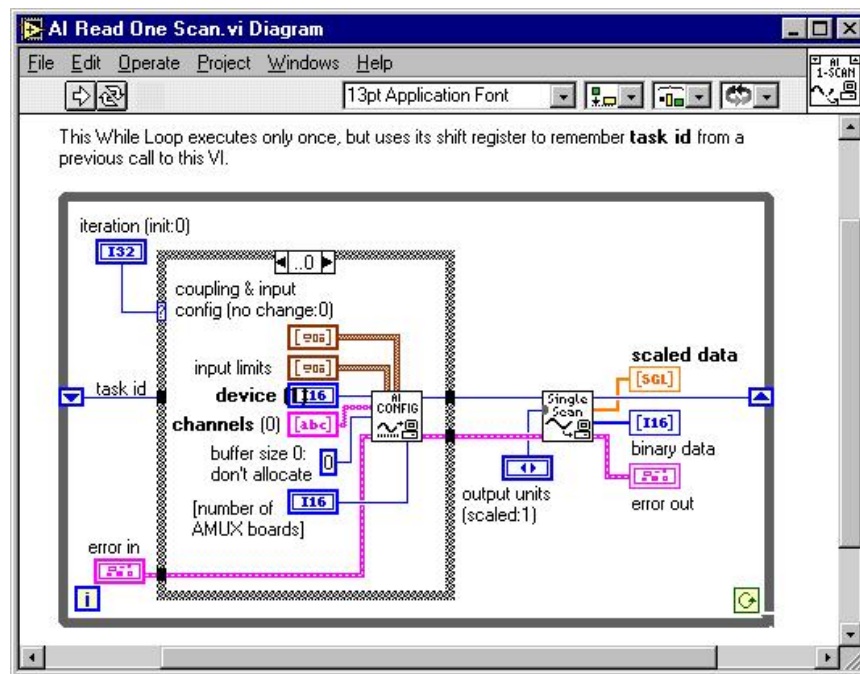 AI Read One Scan.vi Diagram
File Edit Operate Project Windows Help
AI
1-SCAN
13pt Application Font
This While Loop executes only once, but uses its shift register to remember task id from a
previous call to this VI.
iteration (init:0)
I32
..0
coupling & input
config (no change:0)
?
input limits
task id
device (1)
I16
AI
CONFIG
channels (0)
[abc]
buffer size 0:
don't allocate
0
[number of
AMUX boards]
I16
error in
i
Single
Scan
scaled data
[SGL]
[I16]
binary data
output units
(scaled:1)
error out